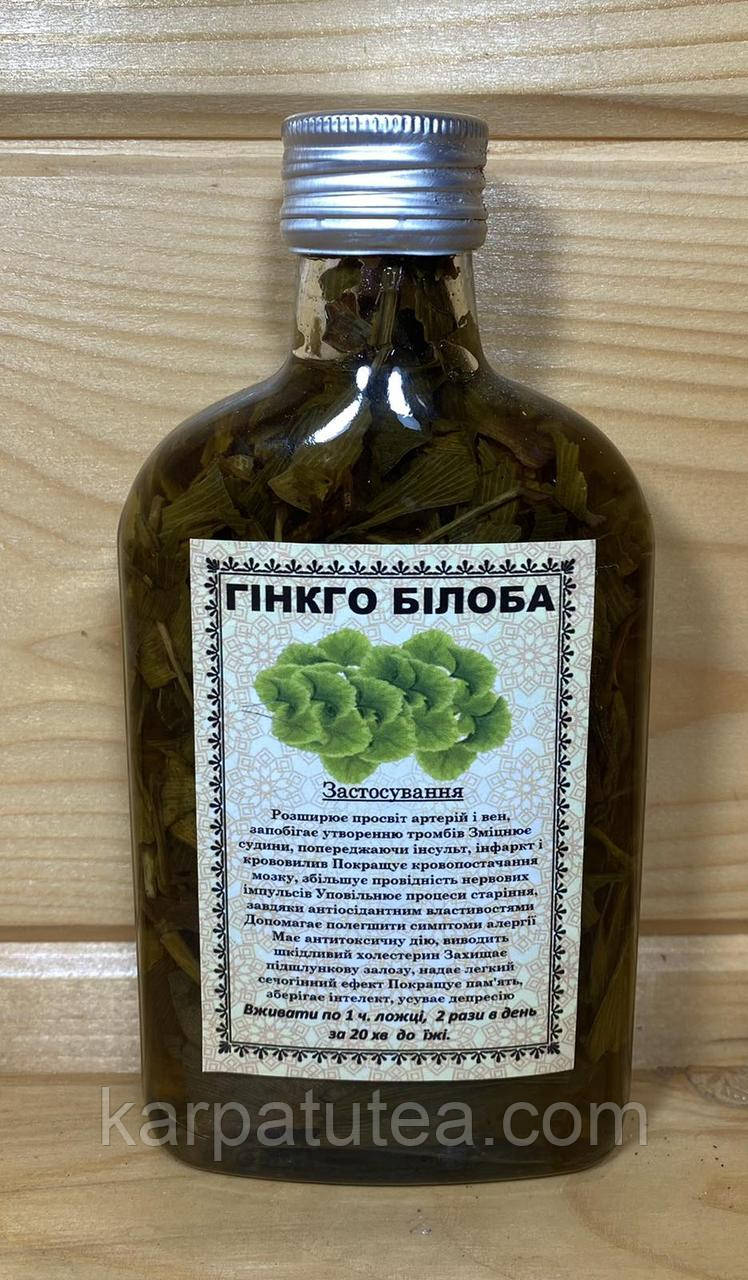 ГІНКГО БІЛОБА
Застосування
Розширює просвіт артерій і вен,
запобігає утворенню тромбів Зміцнює
судини, попереджаючи інсульт, інфаркт і
крововилив Покращує кровопостачання
мозку, збільшує провідність нервових
імпульсів Уповільнює процеси старіння,
завдяки антіосідантним властивостями
Допомагає полегшити симптоми алергії
Має антитоксичну дію, виводить
шкідливий холестерин Захищає
підшлункову залозу, надає легкий
сечогінний ефект Покращує пам'ять,
зберігає інтелект, усуває депресію
Вживати по 1 ч. ложці, 2 рази в день
за 20 хв до їжі.
karpatutea.com